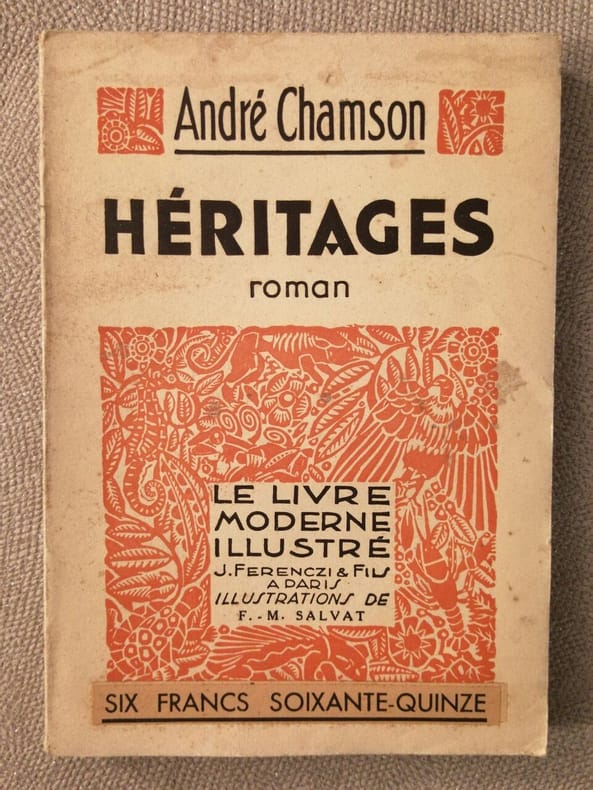 André Chamson
HÉRITAGES
roman
LE LIVRE
MODERNE
ILLUSTRÉ
J. FERENCZI & FILS
A PARIS
ILLUSTRATIONS DE
F.-M. SALVAT
SIX FRANCS SOIXANTE-QUINZE